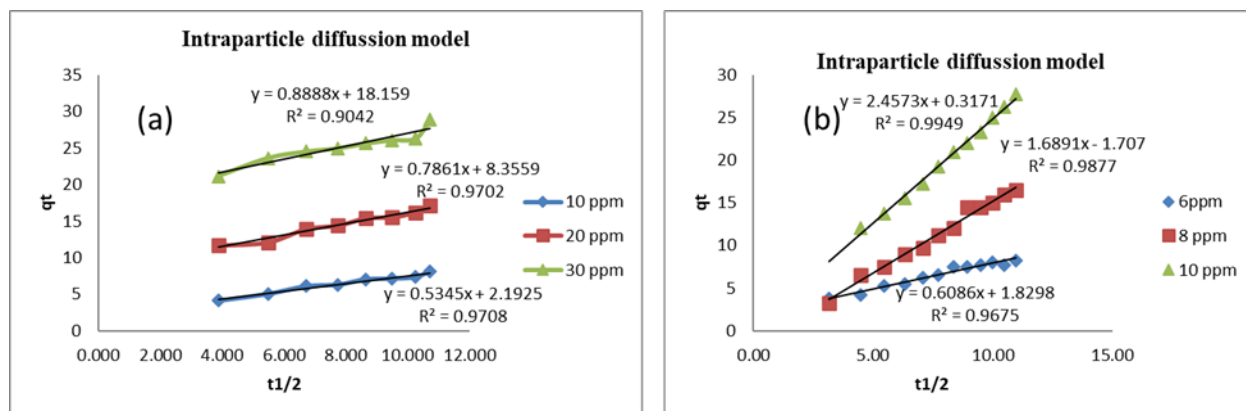 Intraparticle diffussion model
(a)
35
30
25
20
15
10
5
0
qt
y = 0.8888x + 18.159
R² = 0.9042
y = 0.7861x + 8.3559
R² = 0.9702
y = 0.5345x + 2.1925
R² = 0.9708
10 ppm
20 ppm
30 ppm
0.000 2.000 4.000 6.000 8.000 10.000 12.000
t1/2
Intraparticle diffussion model
(b)
30
25
20
15
10
5
0
qt
y = 2.4573x + 0.3171
R² = 0.9949
y = 1.6891x - 1.707
R² = 0.9877
y = 0.6086x + 1.8298
R² = 0.9675
6ppm
8 ppm
10 ppm
0.00 5.00 10.00 15.00
t1/2